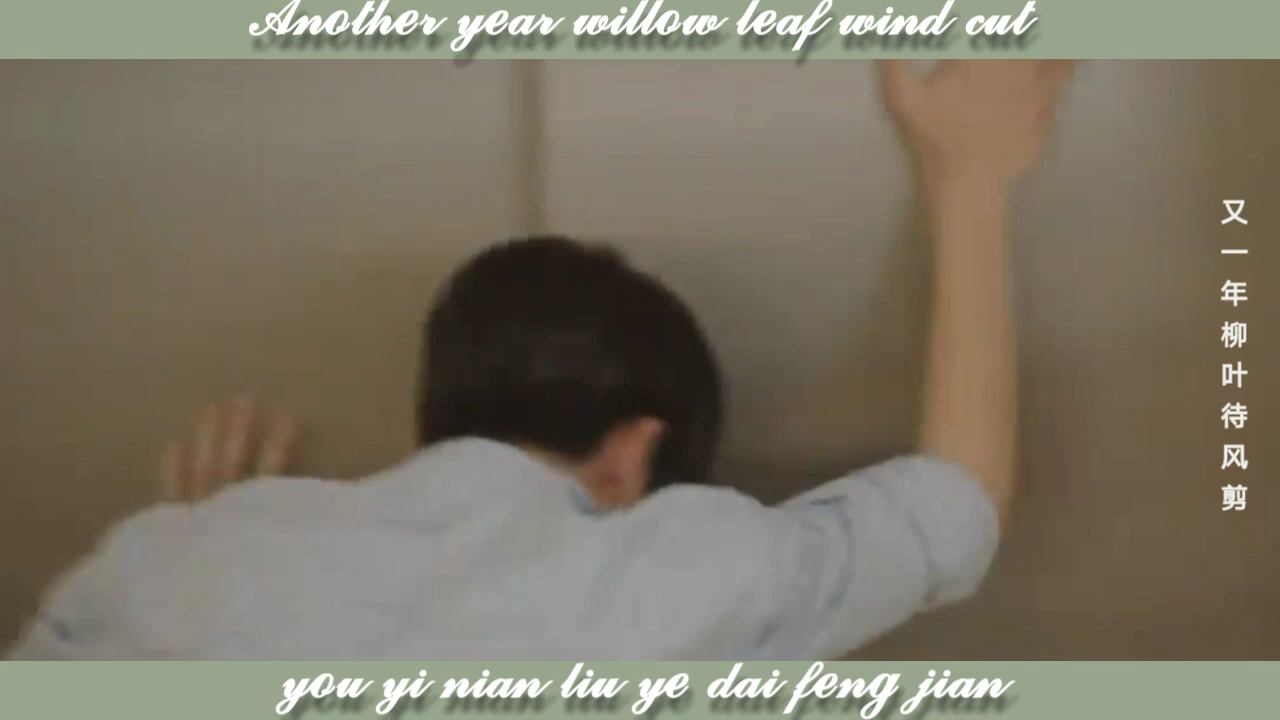 Another year willow leaf wind cut
又一年柳叶待风剪
you yi nian liu ye dai feng jian